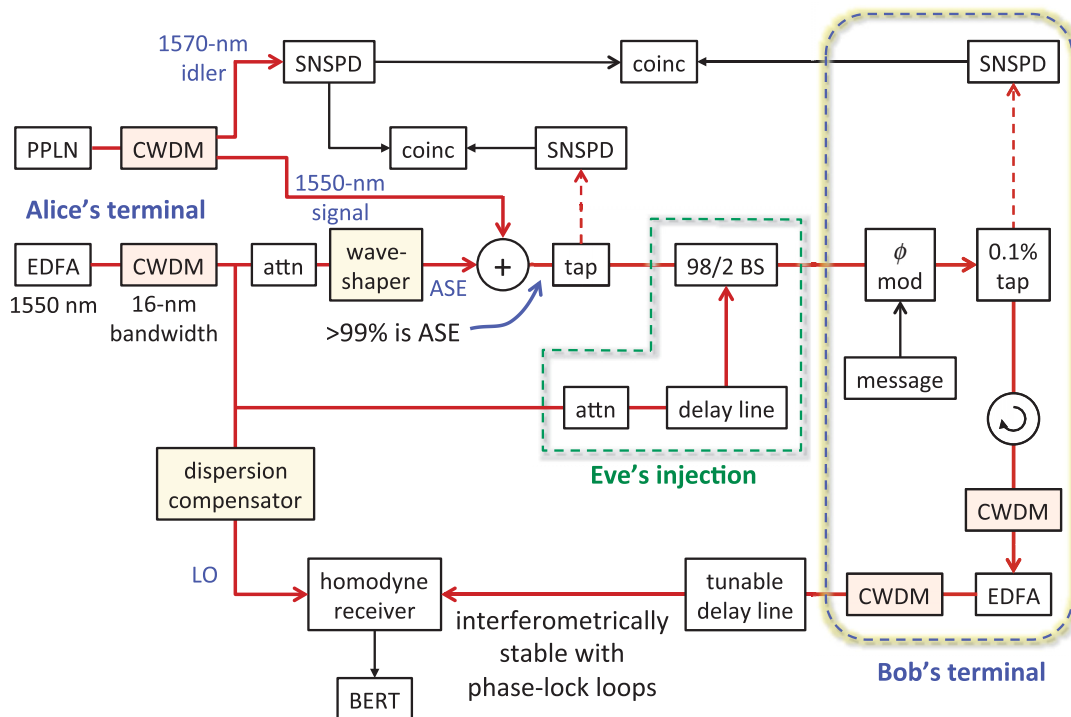 1570-nm
idler
SNSPD
coinc
SNSPD
PPLN
CWDM
coinc
SNSPD
1550-nm
signal
Alice's terminal
EDFA
CWDM
attn
wave-
shaper
ASE
+
tap
98/2 BS
ϕ
mod
0.1%
tap
1550 nm
16-nm
bandwidth
>99% is ASE
message
attn
delay line
Eve's injection
dispersion
compensator
CWDM
LO
homodyne
receiver
tunable
delay line
CWDM
EDFA
interferometrically
stable with
phase-lock loops
Bob's terminal
BERT